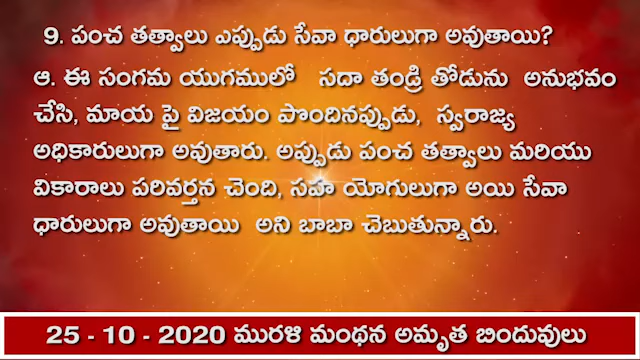 9. పంచ తత్వాలు ఎప్పుడు సేవా ధారులుగా అవుతాయి?
ఆ. ఈ సంగమ యుగములో సదా తండ్రి తోడును అనుభవం
చేసి, మాయ పై విజయం పొందినప్పుడు, స్వరాజ్య
అధికారులుగా అవుతారు. అప్పుడు పంచ తత్వాలు మరియు
వికారాలు పరివర్తన చెంది, సహ యోగులుగా అయి సేవా
ధారులుగా అవుతాయి అని బాబా చెబుతున్నారు.
25 - 10 - 2020 మురళి మంథన అమృత బిందువులు